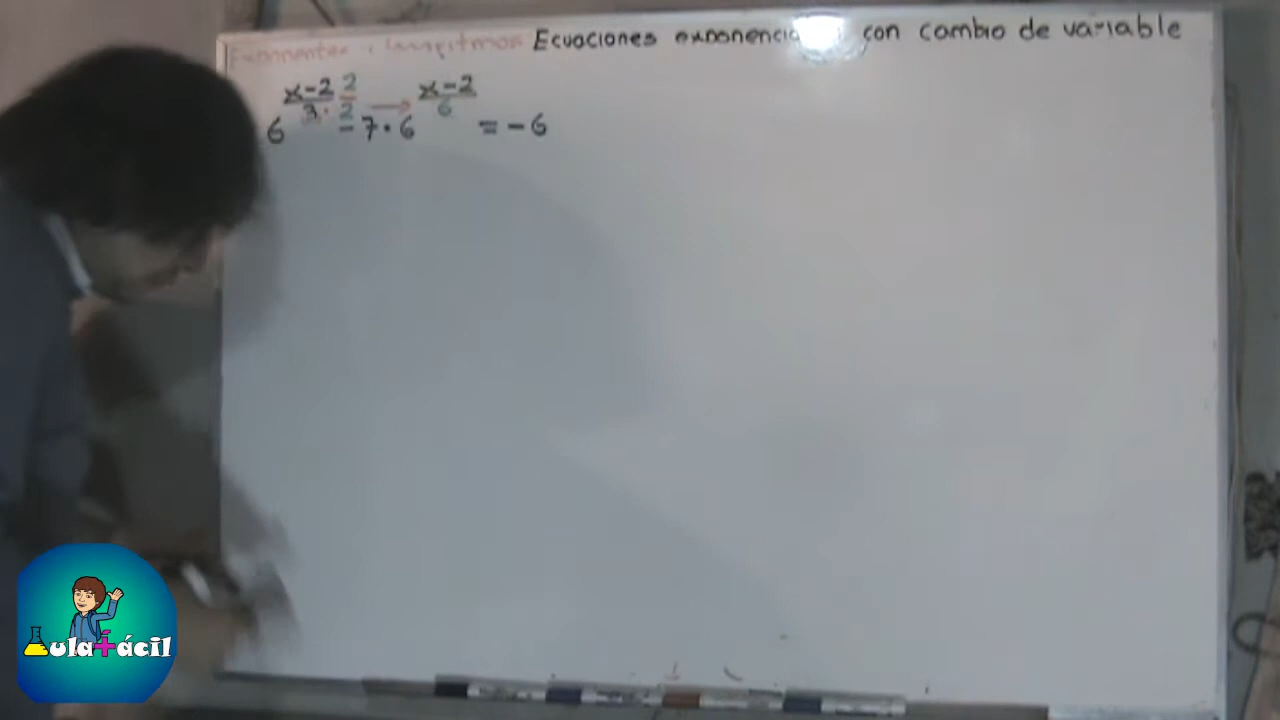 Exponentes y Logaritmos Ecuaciones exponenciales con cambio de variable
x-2 2 → x-2
3 · 2 6
6 - 7 · 6 = -6
Aula+fácil